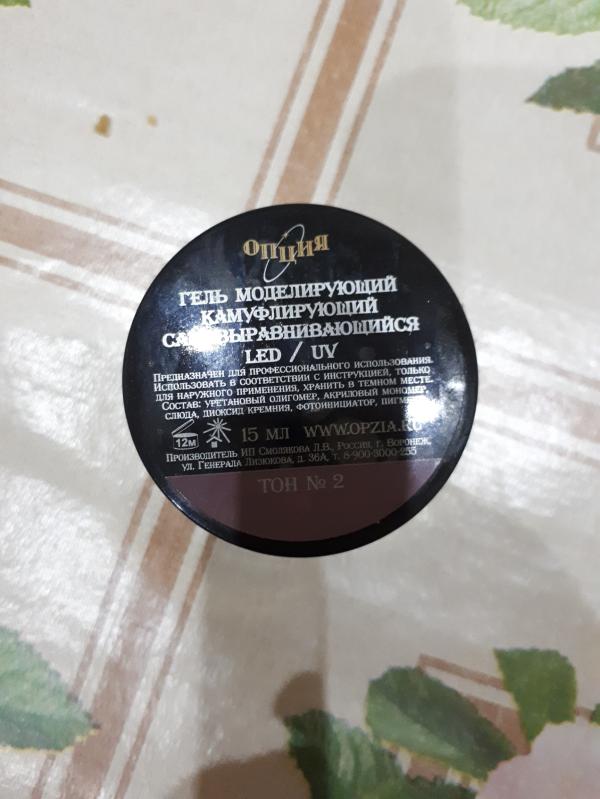 ОПЦИЯ
ГЕЛЬ МОДЕЛИРУЮЩИЙ
КАМУФЛИРУЮЩИЙ
САМОВЫРАВНИВАЮЩИЙСЯ
LED / UV
Предназначен для профессионального использования.
Использовать в соответствии с инструкцией, только
для наружного применения, хранить в темном месте.
Состав: уретановый олигомер, акриловый мономер,
слюда, диоксид кремния, фотоинициатор,
12м 15 мл www.opzia.ru
Производитель ИП Смолякова Л.В., Россия, г. Воронеж,
ул. Генерала Лизюкова, д. 36А, т. 8-900-3000-255
ТОН № 2